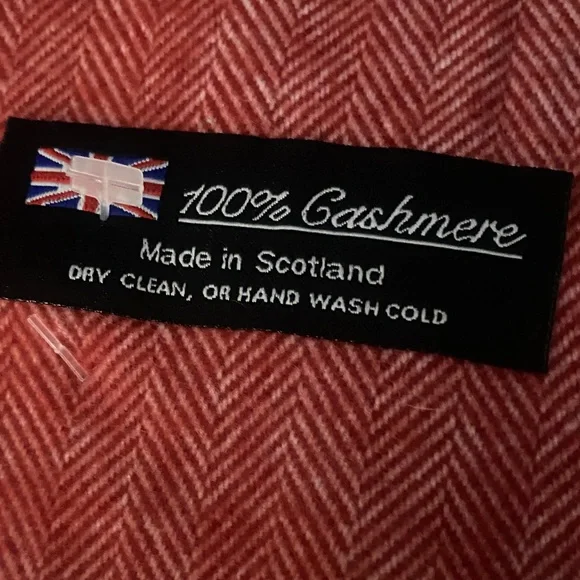 100% Cashmere
Made in Scotland
DRY CLEAN, OR HAND WASH COLD